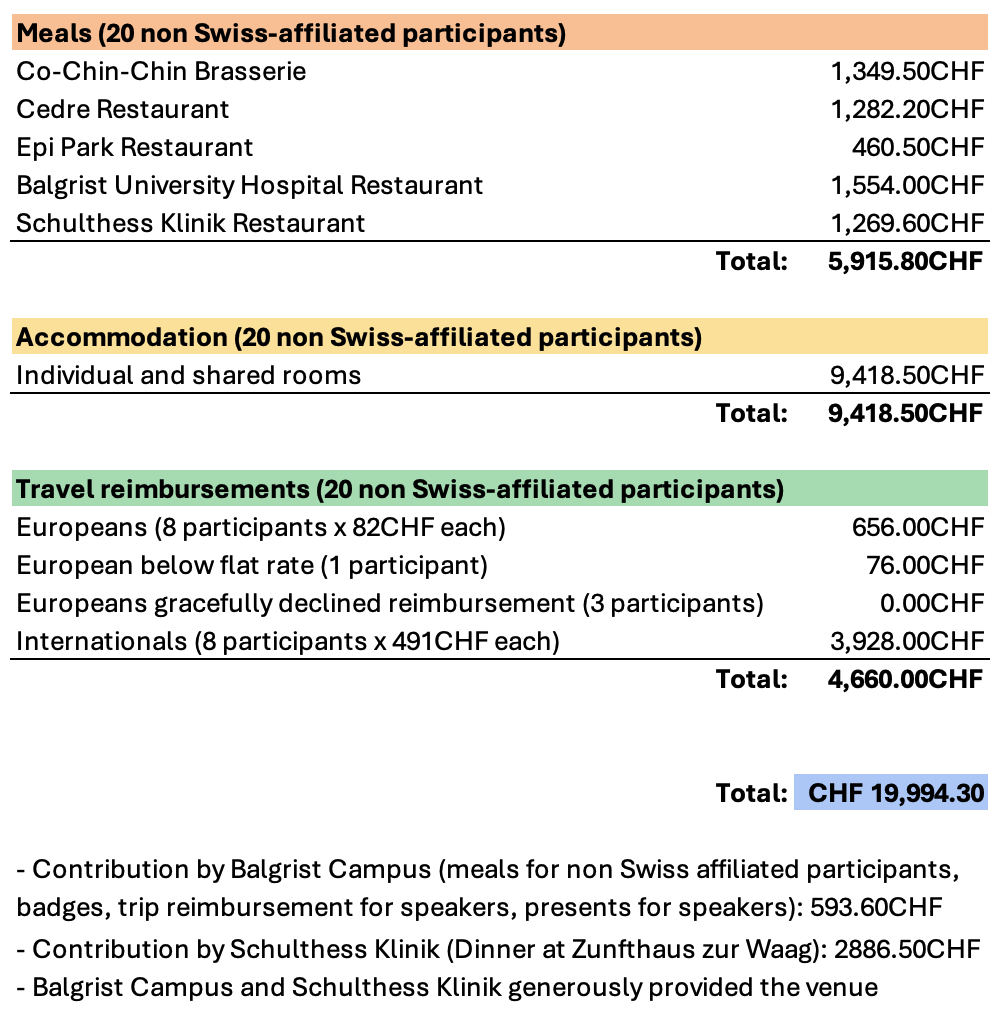 Meals (20 non Swiss-affiliated participants)
Co-Chin-Chin Brasserie 1,349.50CHF
Cedre Restaurant 1,282.20CHF
Epi Park Restaurant 460.50CHF
Balgrist University Hospital Restaurant 1,554.00CHF
Schulthess Klinik Restaurant 1,269.60CHF
Total: 5,915.80CHF
Accommodation (20 non Swiss-affiliated participants)
Individual and shared rooms 9,418.50CHF
Total: 9,418.50CHF
Travel reimbursements (20 non Swiss-affiliated participants)
Europeans (8 participants x 82CHF each) 656.00CHF
European below flat rate (1 participant) 76.00CHF
Europeans gracefully declined reimbursement (3 participants) 0.00CHF
Internationals (8 participants x 491CHF each) 3,928.00CHF
Total: 4,660.00CHF
Total: CHF 19,994.30
- Contribution by Balgrist Campus (meals for non Swiss affiliated participants,
badges, trip reimbursement for speakers, presents for speakers): 593.60CHF
- Contribution by Schulthess Klinik (Dinner at Zunfthaus zur Waag): 2886.50CHF
- Balgrist Campus and Schulthess Klinik generously provided the venue